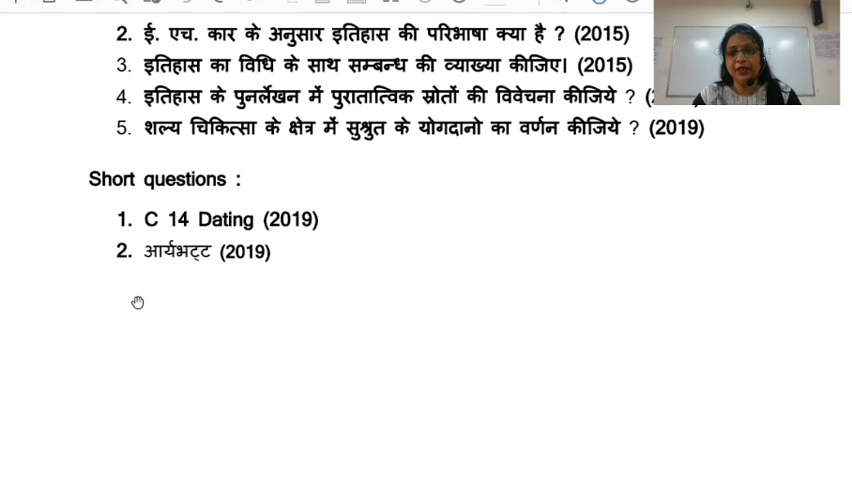 2. ई. एच. कार के अनुसार इतिहास की परिभाषा क्या है ? (2015)
3. इतिहास का विधि के साथ सम्बन्ध की व्याख्या कीजिए। (2015)
4. इतिहास के पुनर्लेखन में पुरातात्विक स्रोतों की विवेचना कीजिये ? (
5. शल्य चिकित्सा के क्षेत्र में सुश्रुत के योगदानो का वर्णन कीजिये ? (2019)
Short questions :
1. C 14 Dating (2019)
2. आर्यभट्ट (2019)